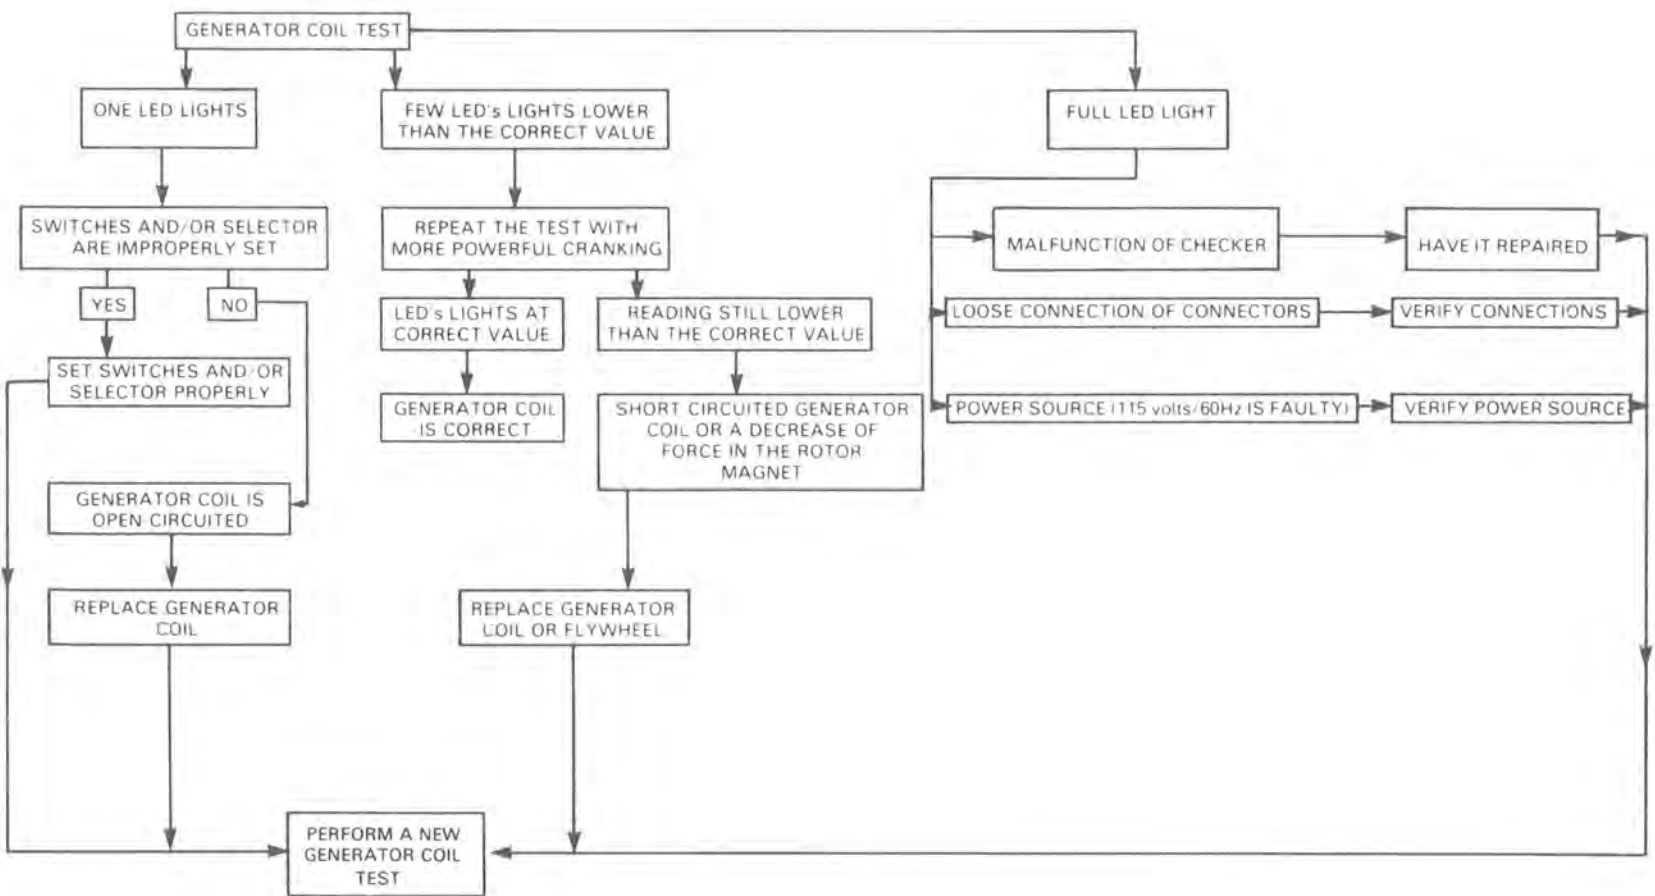 GENERATOR COIL TEST
ONE LED LIGHTS
FEW LED's LIGHTS LOWER
THAN THE CORRECT VALUE
FULL LED LIGHT
SWITCHES AND/OR SELECTOR
ARE IMPROPERLY SET
REPEAT THE TEST WITH
MORE POWERFUL CRANKING
MALFUNCTION OF CHECKER
HAVE IT REPAIRED
YES
NO
LED's LIGHTS AT
CORRECT VALUE
READING STILL LOWER
THAN THE CORRECT VALUE
LOOSE CONNECTION OF CONNECTORS
VERIFY CONNECTIONS
SET SWITCHES AND/OR
SELECTOR PROPERLY
GENERATOR COIL
IS CORRECT
SHORT CIRCUITED GENERATOR
COIL OR A DECREASE OF
FORCE IN THE ROTOR
MAGNET
POWER SOURCE (115 volts/60Hz IS FAULTY)
VERIFY POWER SOURCE
GENERATOR COIL IS
OPEN CIRCUITED
REPLACE GENERATOR
COIL
REPLACE GENERATOR
COIL OR FLYWHEEL
PERFORM A NEW
GENERATOR COIL
TEST